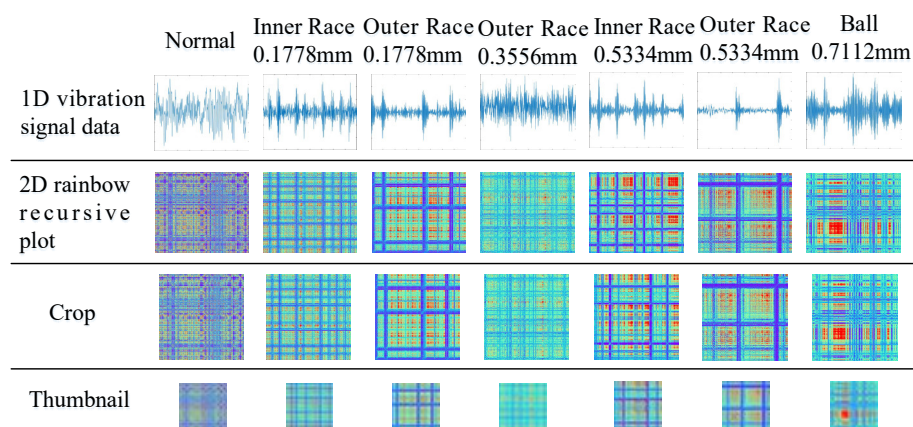 Normal
Inner Race
0.1778mm
Outer Race
0.1778mm
Outer Race
0.3556mm
Inner Race
0.5334mm
Outer Race
0.5334mm
Ball
0.7112mm
1D vibration
signal data
2D rainbow
recursive
plot
Crop
Thumbnail